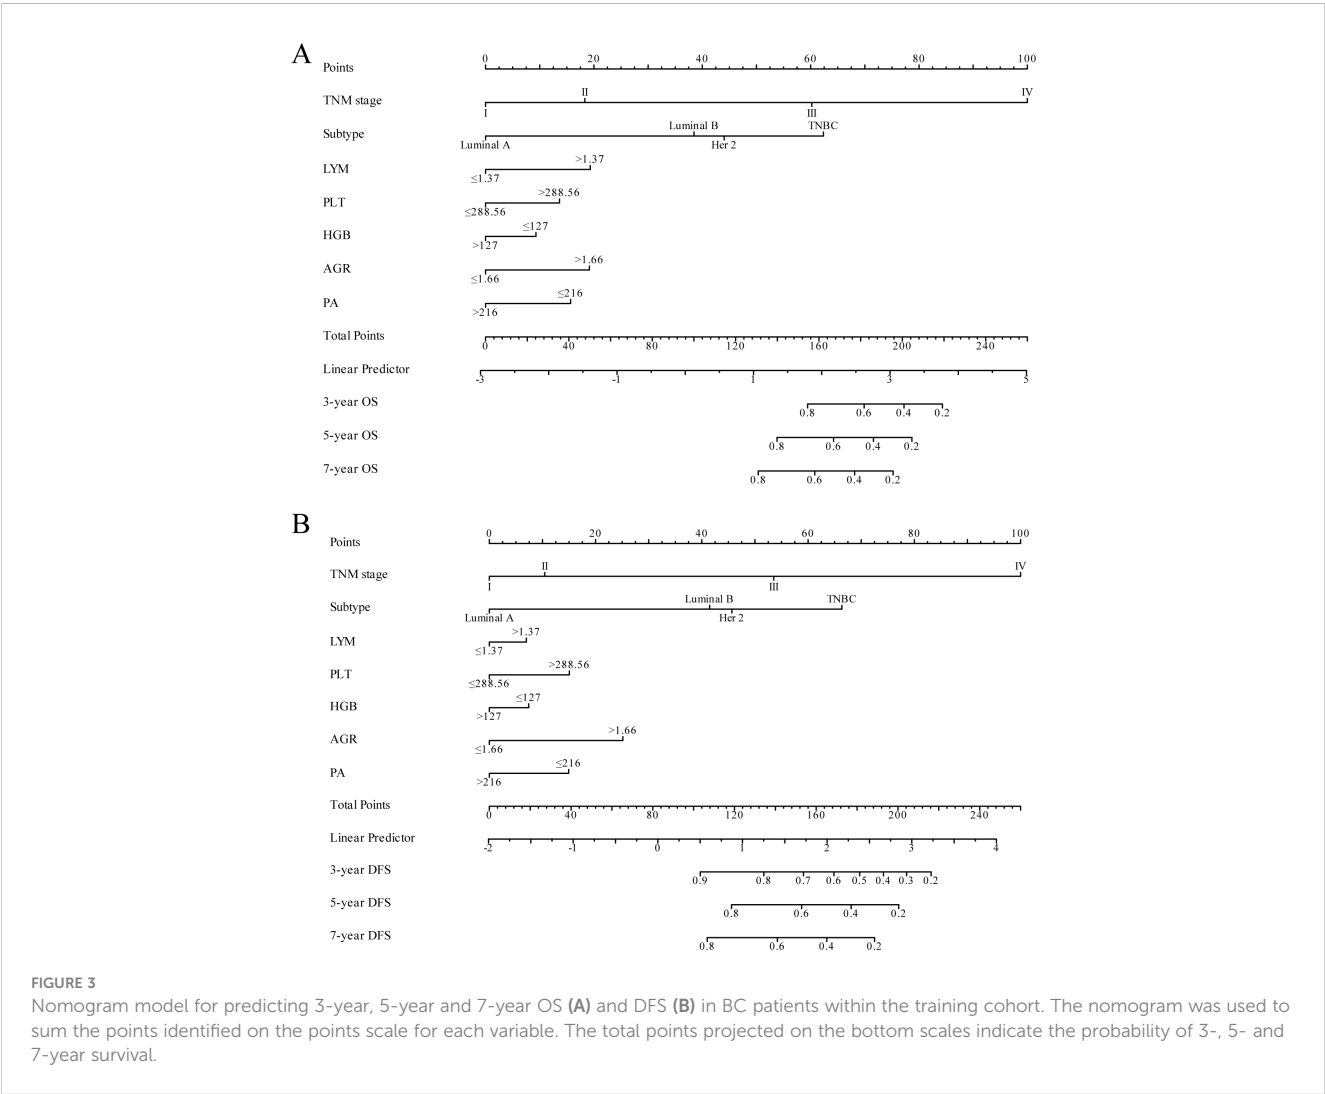 A
Points
0 20 40 60 80 100
TNM stage
I II III IV
Subtype
Luminal A Luminal B Her 2 TNBC
LYM
≤1.37 >1.37
PLT
≤288.56 >288.56
HGB
>127 ≤127
AGR
≤1.66 >1.66
PA
>216 ≤216
Total Points
0 40 80 120 160 200 240
Linear Predictor
-3 -1 1 3 5
3-year OS
0.8 0.6 0.4 0.2
5-year OS
0.8 0.6 0.4 0.2
7-year OS
0.8 0.6 0.4 0.2
B
Points
0 20 40 60 80 100
TNM stage
I II III IV
Subtype
Luminal A Luminal B Her 2 TNBC
LYM
≤1.37 >1.37
PLT
≤288.56 >288.56
HGB
>127 ≤127
AGR
≤1.66 >1.66
PA
>216 ≤216
Total Points
0 40 80 120 160 200 240
Linear Predictor
-2 -1 0 1 2 3 4
3-year DFS
0.9 0.8 0.7 0.6 0.5 0.4 0.3 0.2
5-year DFS
0.8 0.6 0.4 0.2
7-year DFS
0.8 0.6 0.4 0.2
FIGURE 3
Nomogram model for predicting 3-year, 5-year and 7-year OS (A) and DFS (B) in BC patients within the training cohort. The nomogram was used to
sum the points identified on the points scale for each variable. The total points projected on the bottom scales indicate the probability of 3-, 5- and
7-year survival.